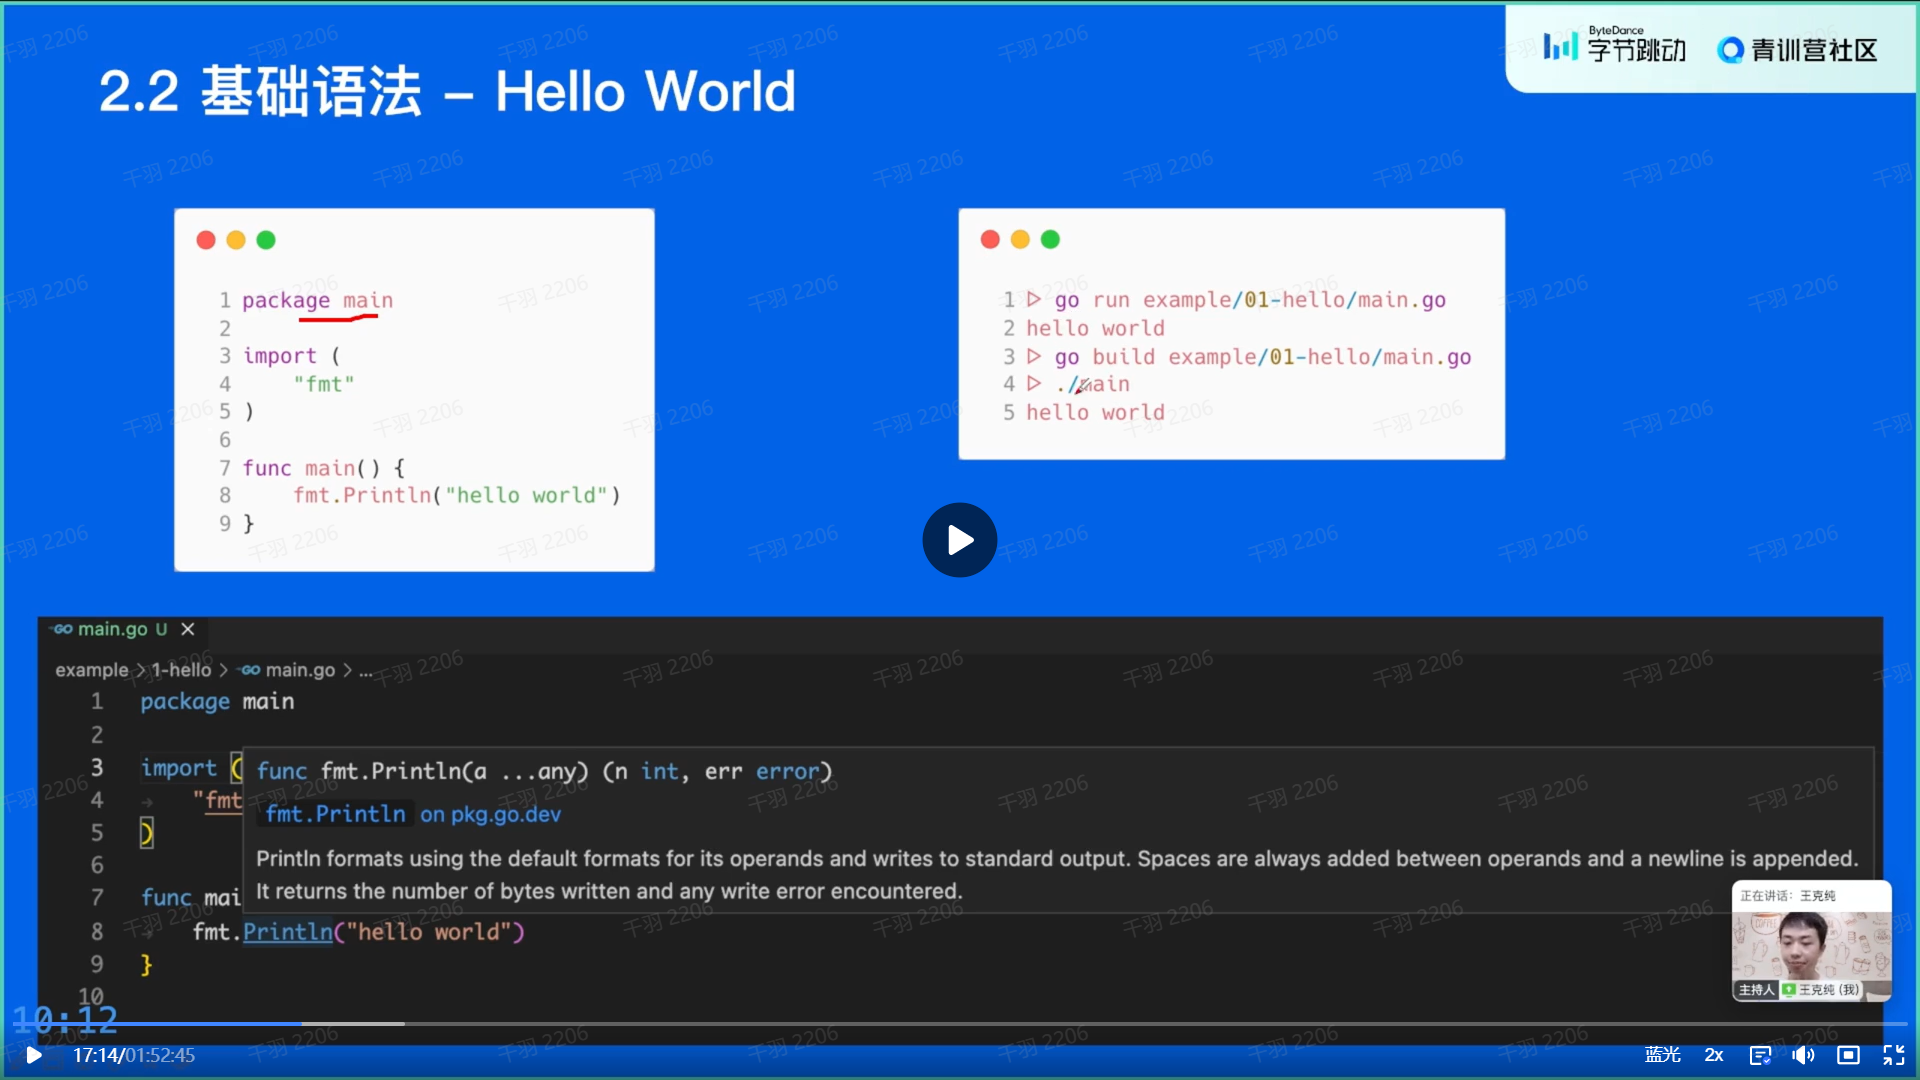 2.2 基础语法 – Hello World
ByteDance
字节跳动
青训营社区
1 package main
2
3 import (
4 "fmt"
5 )
6
7 func main() {
8 fmt.Println("hello world")
9 }
1 ▷ go run example/01-hello/main.go
2 hello world
3 ▷ go build example/01-hello/main.go
4 ▷ ./main
5 hello world
GO main.go U ×
example > 1-hello > GO main.go > ...
1 package main
2
3 import (
4 "fmt
5 )
6
7 func mai
8 fmt.Println("hello world")
9 }
10
func fmt.Println(a ...any) (n int, err error)
fmt.Println on pkg.go.dev
Println formats using the default formats for its operands and writes to standard output. Spaces are always added between operands and a newline is appended.
It returns the number of bytes written and any write error encountered.
正在讲话: 王克纯
主持人 王克纯 (我)
10:12
17:14/01:52:45
蓝光 2x
千羽 2206